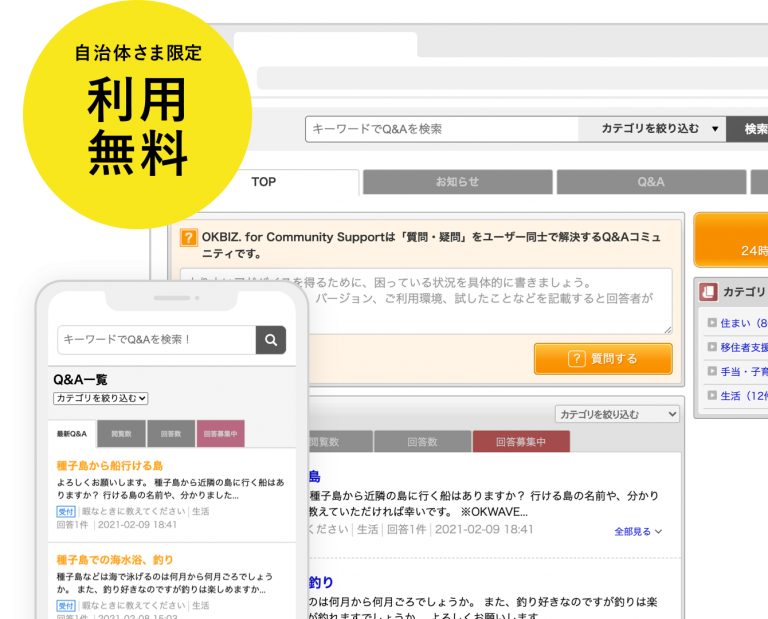 自治体さま限定
利用
無料
キーワードでQ&Aを検索
カテゴリを絞り込む ▼
検索
TOP
お知らせ
Q&A
OKBIZ. for Community Supportは「質問・疑問」をユーザー同士で解決するQ&Aコミュ
ニティです。
を得るために、困っている状況を具体的に書きましょう。
バージョン、ご利用環境、試したことなどを記載すると回答者が
? 質問する
24時
カテゴリ
住まい（8
移住者支援
手当・子育
生活（12件
カテゴリを絞り込む
閲覧数
回答数
回答募集中
島
種子島から近隣の島に行く船はありますか？ 行ける島の名前や、分かり
教えていただければ幸いです。 ※OKWAVE...
ください｜生活｜回答1件｜2021-02-09 18:41
全部見る
釣り
のは何月から何月ごろでしょうか。 また、釣り好きなのですが釣りは楽
キーワードでQ&Aを検索！
Q&A一覧
カテゴリを絞り込む
最新Q&A
閲覧数
回答数
回答募集中
種子島から船行ける島
よろしくお願いします。 種子島から近隣の島に行く船はあ
りますか？ 行ける島の名前や、分かりました...
受付｜暇なときに教えてください｜生活
回答1件｜2021-02-09 18:41
種子島での海水浴、釣り
種子島などは海で泳げるのは何月から何月ごろでしょう
か。 また、釣り好きなのですが釣りは楽しめますか...
受付｜暇なときに教えてください｜生活